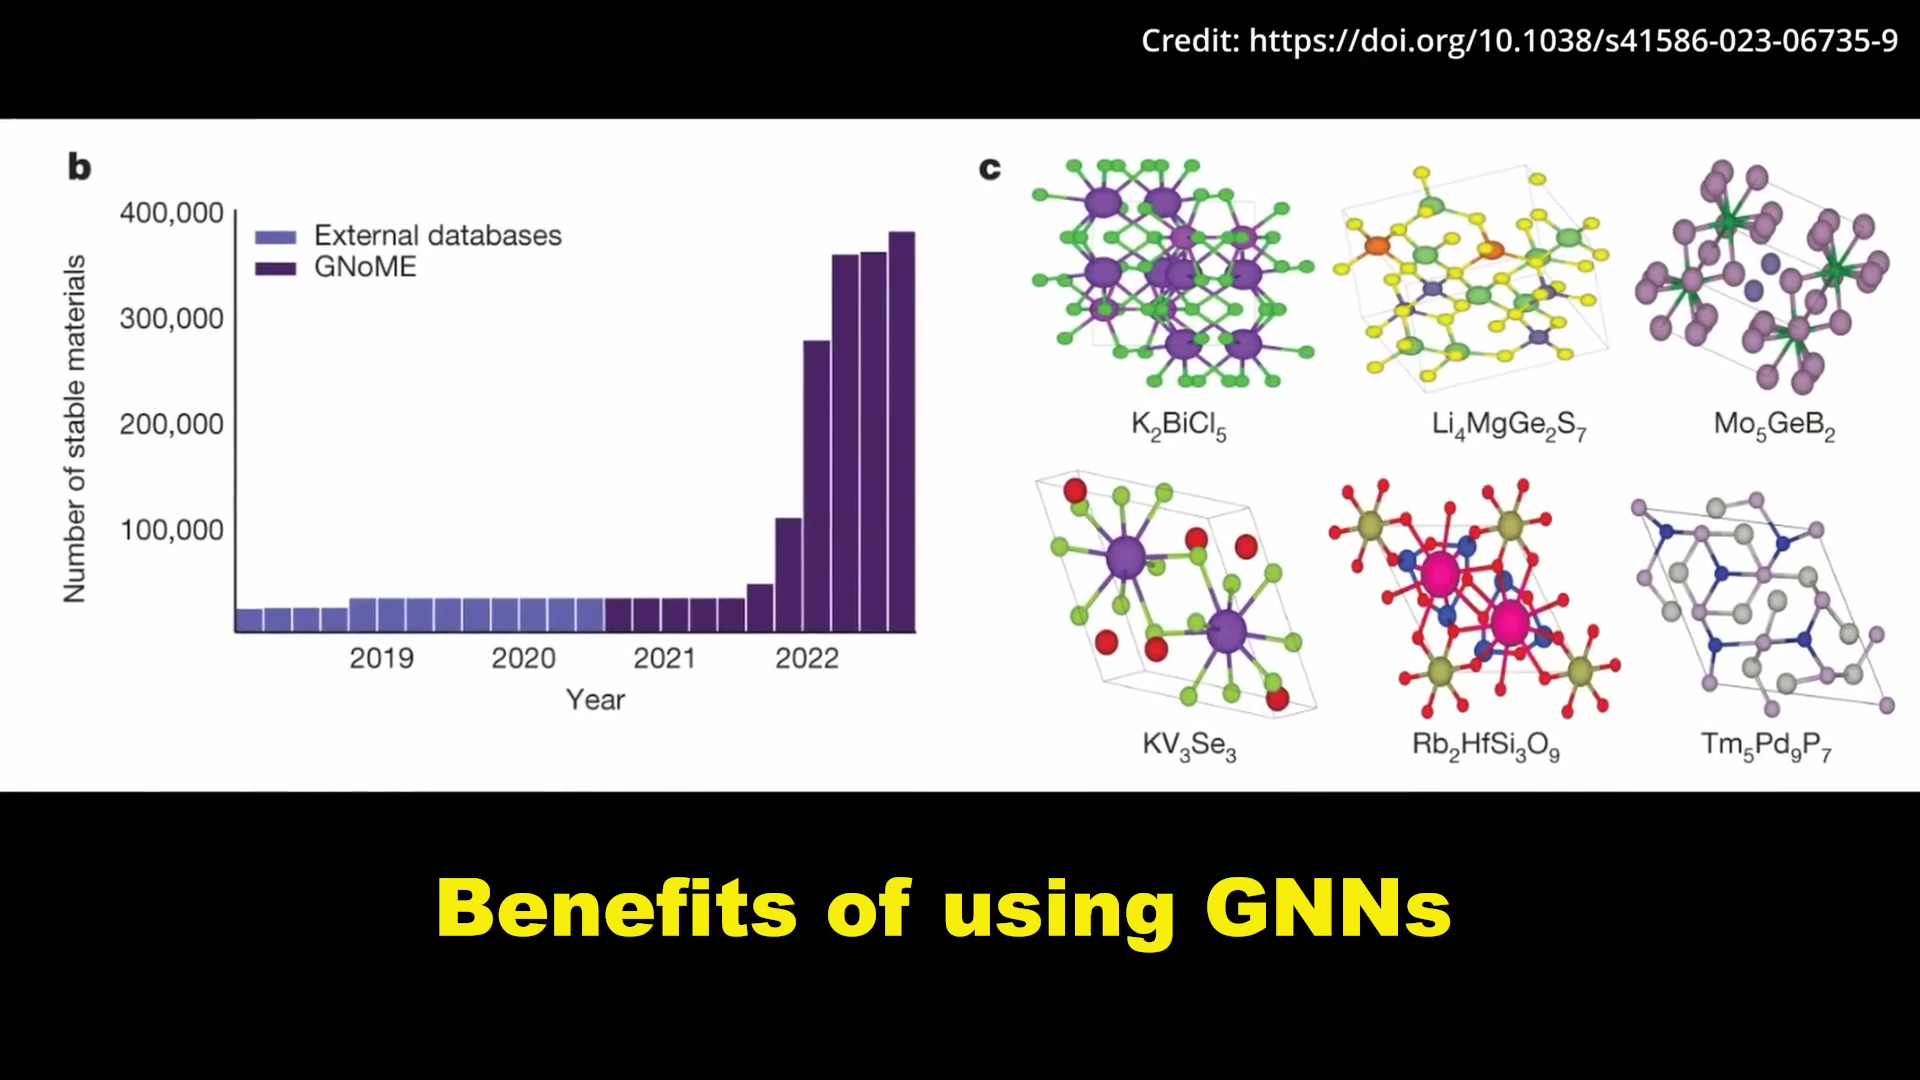 Credit: https://doi.org/10.1038/s41586-023-06735-9
b
400,000
300,000
200,000
100,000
Number of stable materials
External databases
GNoME
2019 2020 2021 2022
Year
c
K₂BiCl₅ Li₄MgGe₂S₇ Mo₅GeB₂
KV₃Se₃ Rb₂HfSi₃O₉ Tm₅Pd₉P₇
Benefits of using GNNs